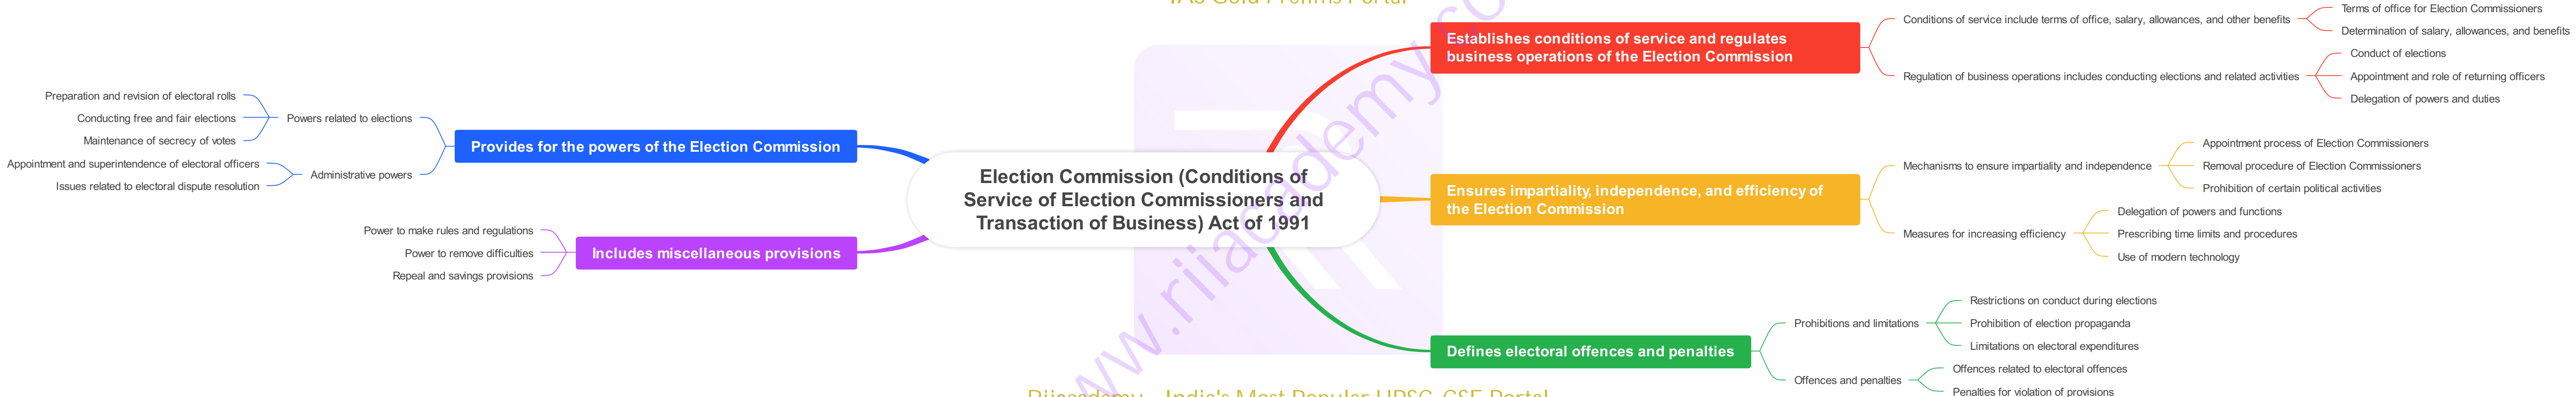 IAS Gold Prelims Portal
Election Commission (Conditions of
Service of Election Commissioners and
Transaction of Business) Act of 1991
Establishes conditions of service and regulates
business operations of the Election Commission
Conditions of service include terms of office, salary, allowances, and other benefits
Terms of office for Election Commissioners
Determination of salary, allowances, and benefits
Regulation of business operations includes conducting elections and related activities
Conduct of elections
Appointment and role of returning officers
Delegation of powers and duties
Ensures impartiality, independence, and efficiency of
the Election Commission
Mechanisms to ensure impartiality and independence
Appointment process of Election Commissioners
Removal procedure of Election Commissioners
Prohibition of certain political activities
Measures for increasing efficiency
Delegation of powers and functions
Prescribing time limits and procedures
Use of modern technology
Defines electoral offences and penalties
Prohibitions and limitations
Restrictions on conduct during elections
Prohibition of election propaganda
Limitations on electoral expenditures
Offences and penalties
Offences related to electoral offences
Penalties for violation of provisions
Provides for the powers of the Election Commission
Powers related to elections
Preparation and revision of electoral rolls
Conducting free and fair elections
Maintenance of secrecy of votes
Administrative powers
Appointment and superintendence of electoral officers
Issues related to electoral dispute resolution
Includes miscellaneous provisions
Power to make rules and regulations
Power to remove difficulties
Repeal and savings provisions
India's Most Popular UPSC-CSE Portal